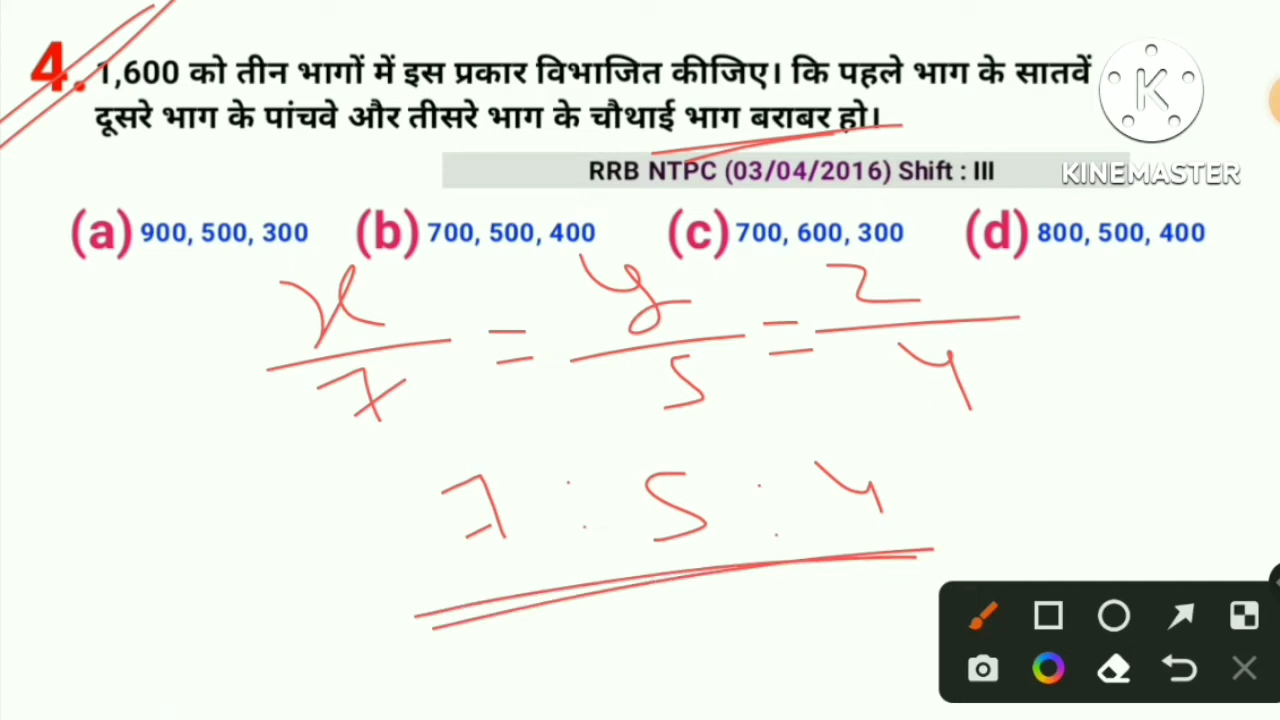 4. 1,600 को तीन भागों में इस प्रकार विभाजित कीजिए। कि पहले भाग के सातवें
दूसरे भाग के पांचवे और तीसरे भाग के चौथाई भाग बराबर हो।
RRB NTPC (03/04/2016) Shift : III
KINEMASTER
(a) 900, 500, 300 (b) 700, 500, 400 (c) 700, 600, 300 (d) 800, 500, 400
x/7 = y/5 = z/4
7 : 5 : 4